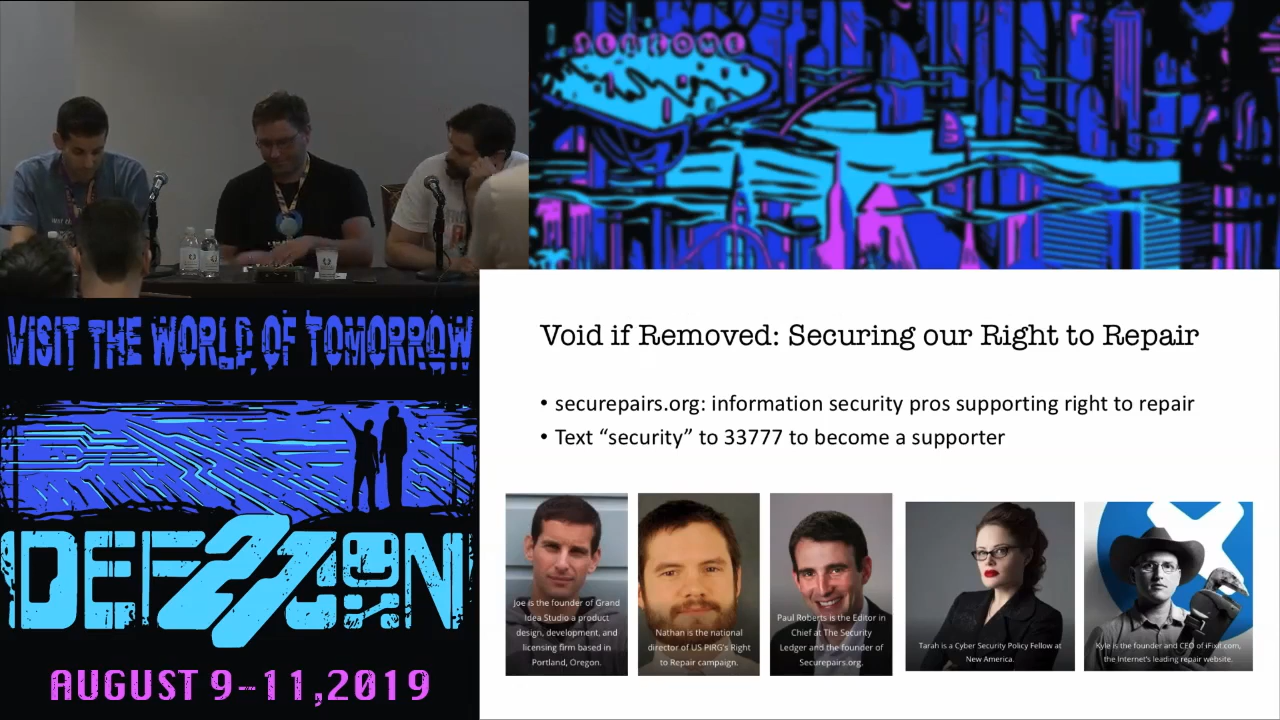 WELCOME
VISIT THE WORLD OF TOMORROW
DEF CON
27
AUGUST 9-11, 2019
Void if Removed: Securing our Right to Repair
• securepairs.org: information security pros supporting right to repair
• Text “security” to 33777 to become a supporter
Joe is the founder of Grand
Idea Studio a product
design, development, and
licensing firm based in
Portland, Oregon.
Nathan is the national
director of US PIRG's Right
to Repair campaign.
Paul Roberts is the Editor in
Chief at The Security
Ledger and the founder of
Securepairs.org.
Tarah is a Cyber Security Policy Fellow at
New America.
Kyle is the founder and CEO of iFixit.com,
the Internet's leading repair website.